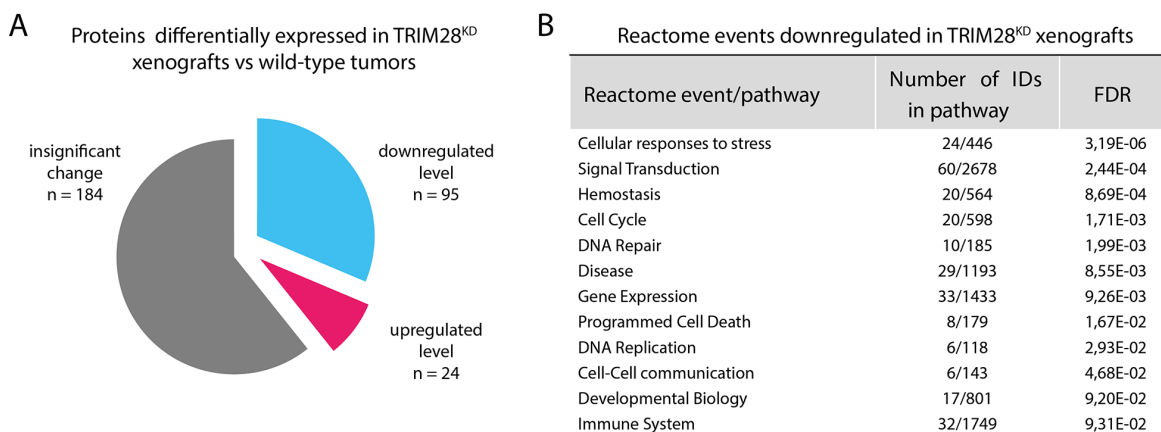 A
Proteins differentially expressed in TRIM28KD
xenografts vs wild-type tumors
insignificant
change
n = 184
downregulated
level
n = 95
upregulated
level
n = 24
B
Reactome events downregulated in TRIM28KD xenografts
Reactome event/pathway Number of IDs in pathway FDR
Cellular responses to stress 24/446 3,19E-06
Signal Transduction 60/2678 2,44E-04
Hemostasis 20/564 8,69E-04
Cell Cycle 20/598 1,71E-03
DNA Repair 10/185 1,99E-03
Disease 29/1193 8,55E-03
Gene Expression 33/1433 9,26E-03
Programmed Cell Death 8/179 1,67E-02
DNA Replication 6/118 2,93E-02
Cell-Cell communication 6/143 4,68E-02
Developmental Biology 17/801 9,20E-02
Immune System 32/1749 9,31E-02